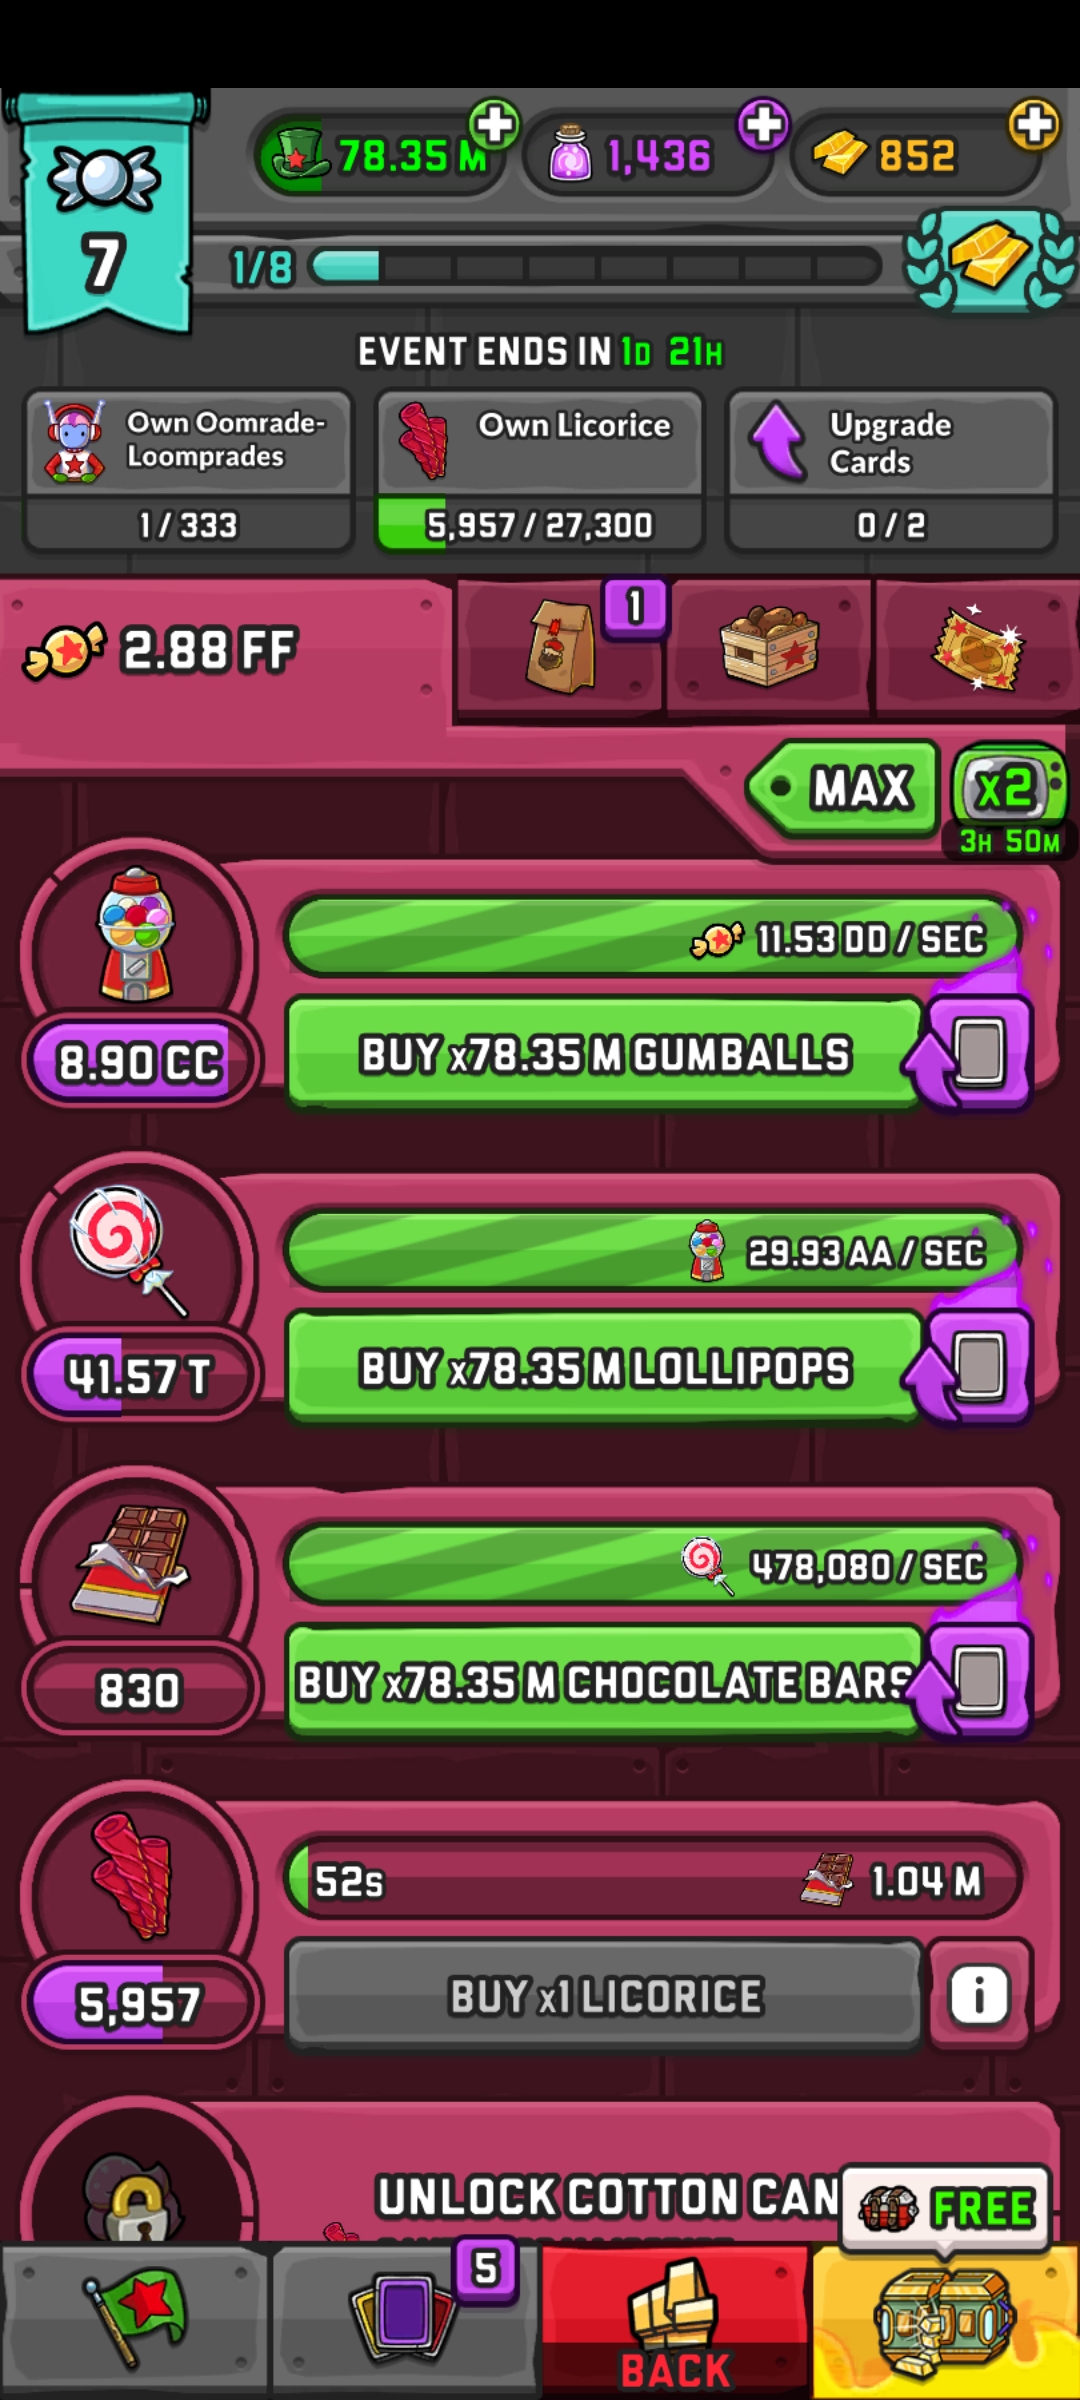 78.35 M
1,436
852
7
1/8
EVENT ENDS IN 1D 21H
Own Oomrade-
Loomprades
1 / 333
Own Licorice
5,957 / 27,300
Upgrade
Cards
0 / 2
2.88 FF
1
MAX
x2
3H 50M
11.53 DD / SEC
8.90 CC
BUY x78.35 M GUMBALLS
29.93 AA / SEC
41.57 T
BUY x78.35 M LOLLIPOPS
478,080 / SEC
830
BUY x78.35 M CHOCOLATE BARS
52s
1.04 M
5,957
BUY x1 LICORICE
i
UNLOCK COTTON CAN
FREE
5
BACK